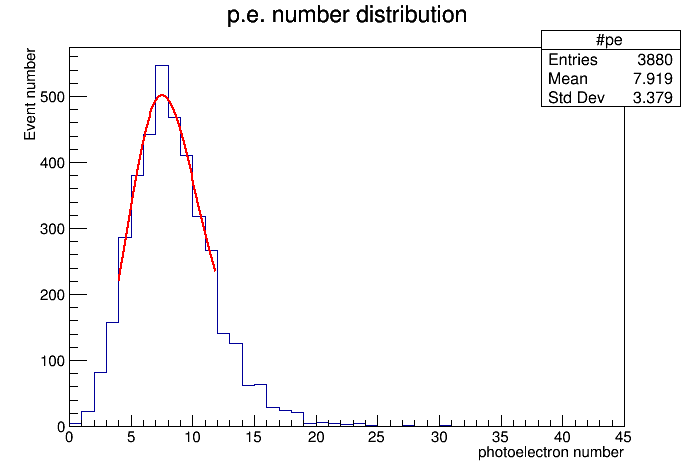 p.e. number distribution
#pe
Entries 3880
Mean 7.919
Std Dev 3.379
Event number
500
400
300
200
100
0
0 5 10 15 20 25 30 35 40 45
photoelectron number